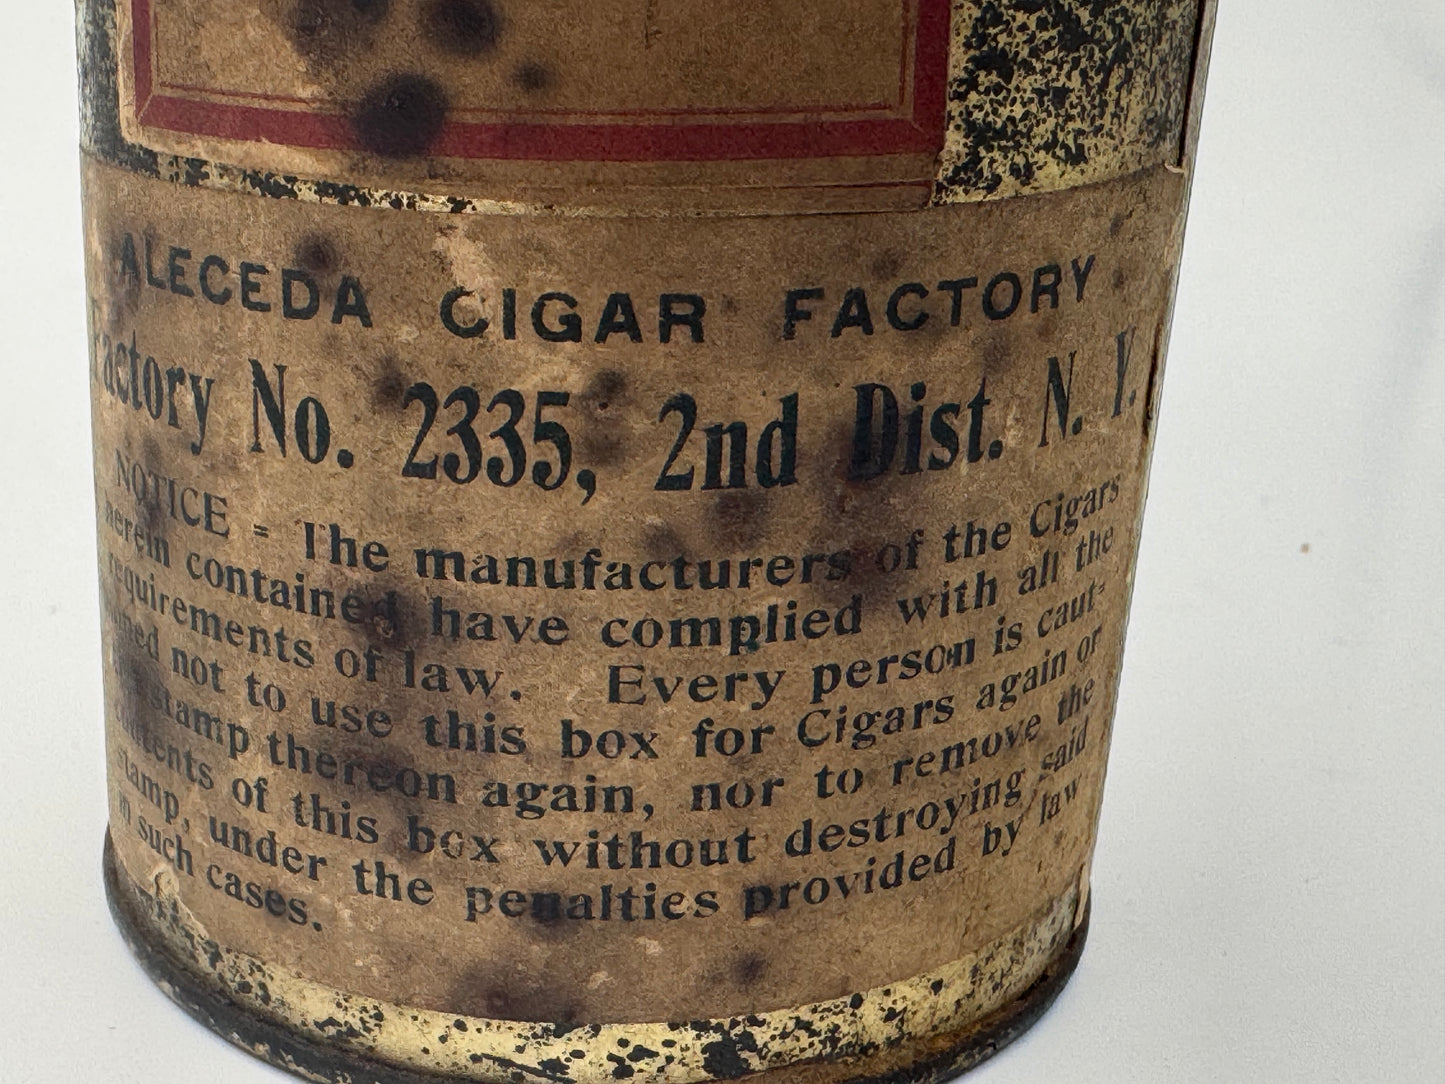 ALECEDA CIGAR FACTORY
Factory No. 2335, 2nd Dist. N. Y.
NOTICE = The manufacturers of the Cigars
herein contained have complied with all the
requirements of law. Every person is caut=
ioned not to use this box for Cigars again or
stamp thereon again, nor to remove the
contents of this box without destroying said
stamp, under the penalties provided by law
in such cases.